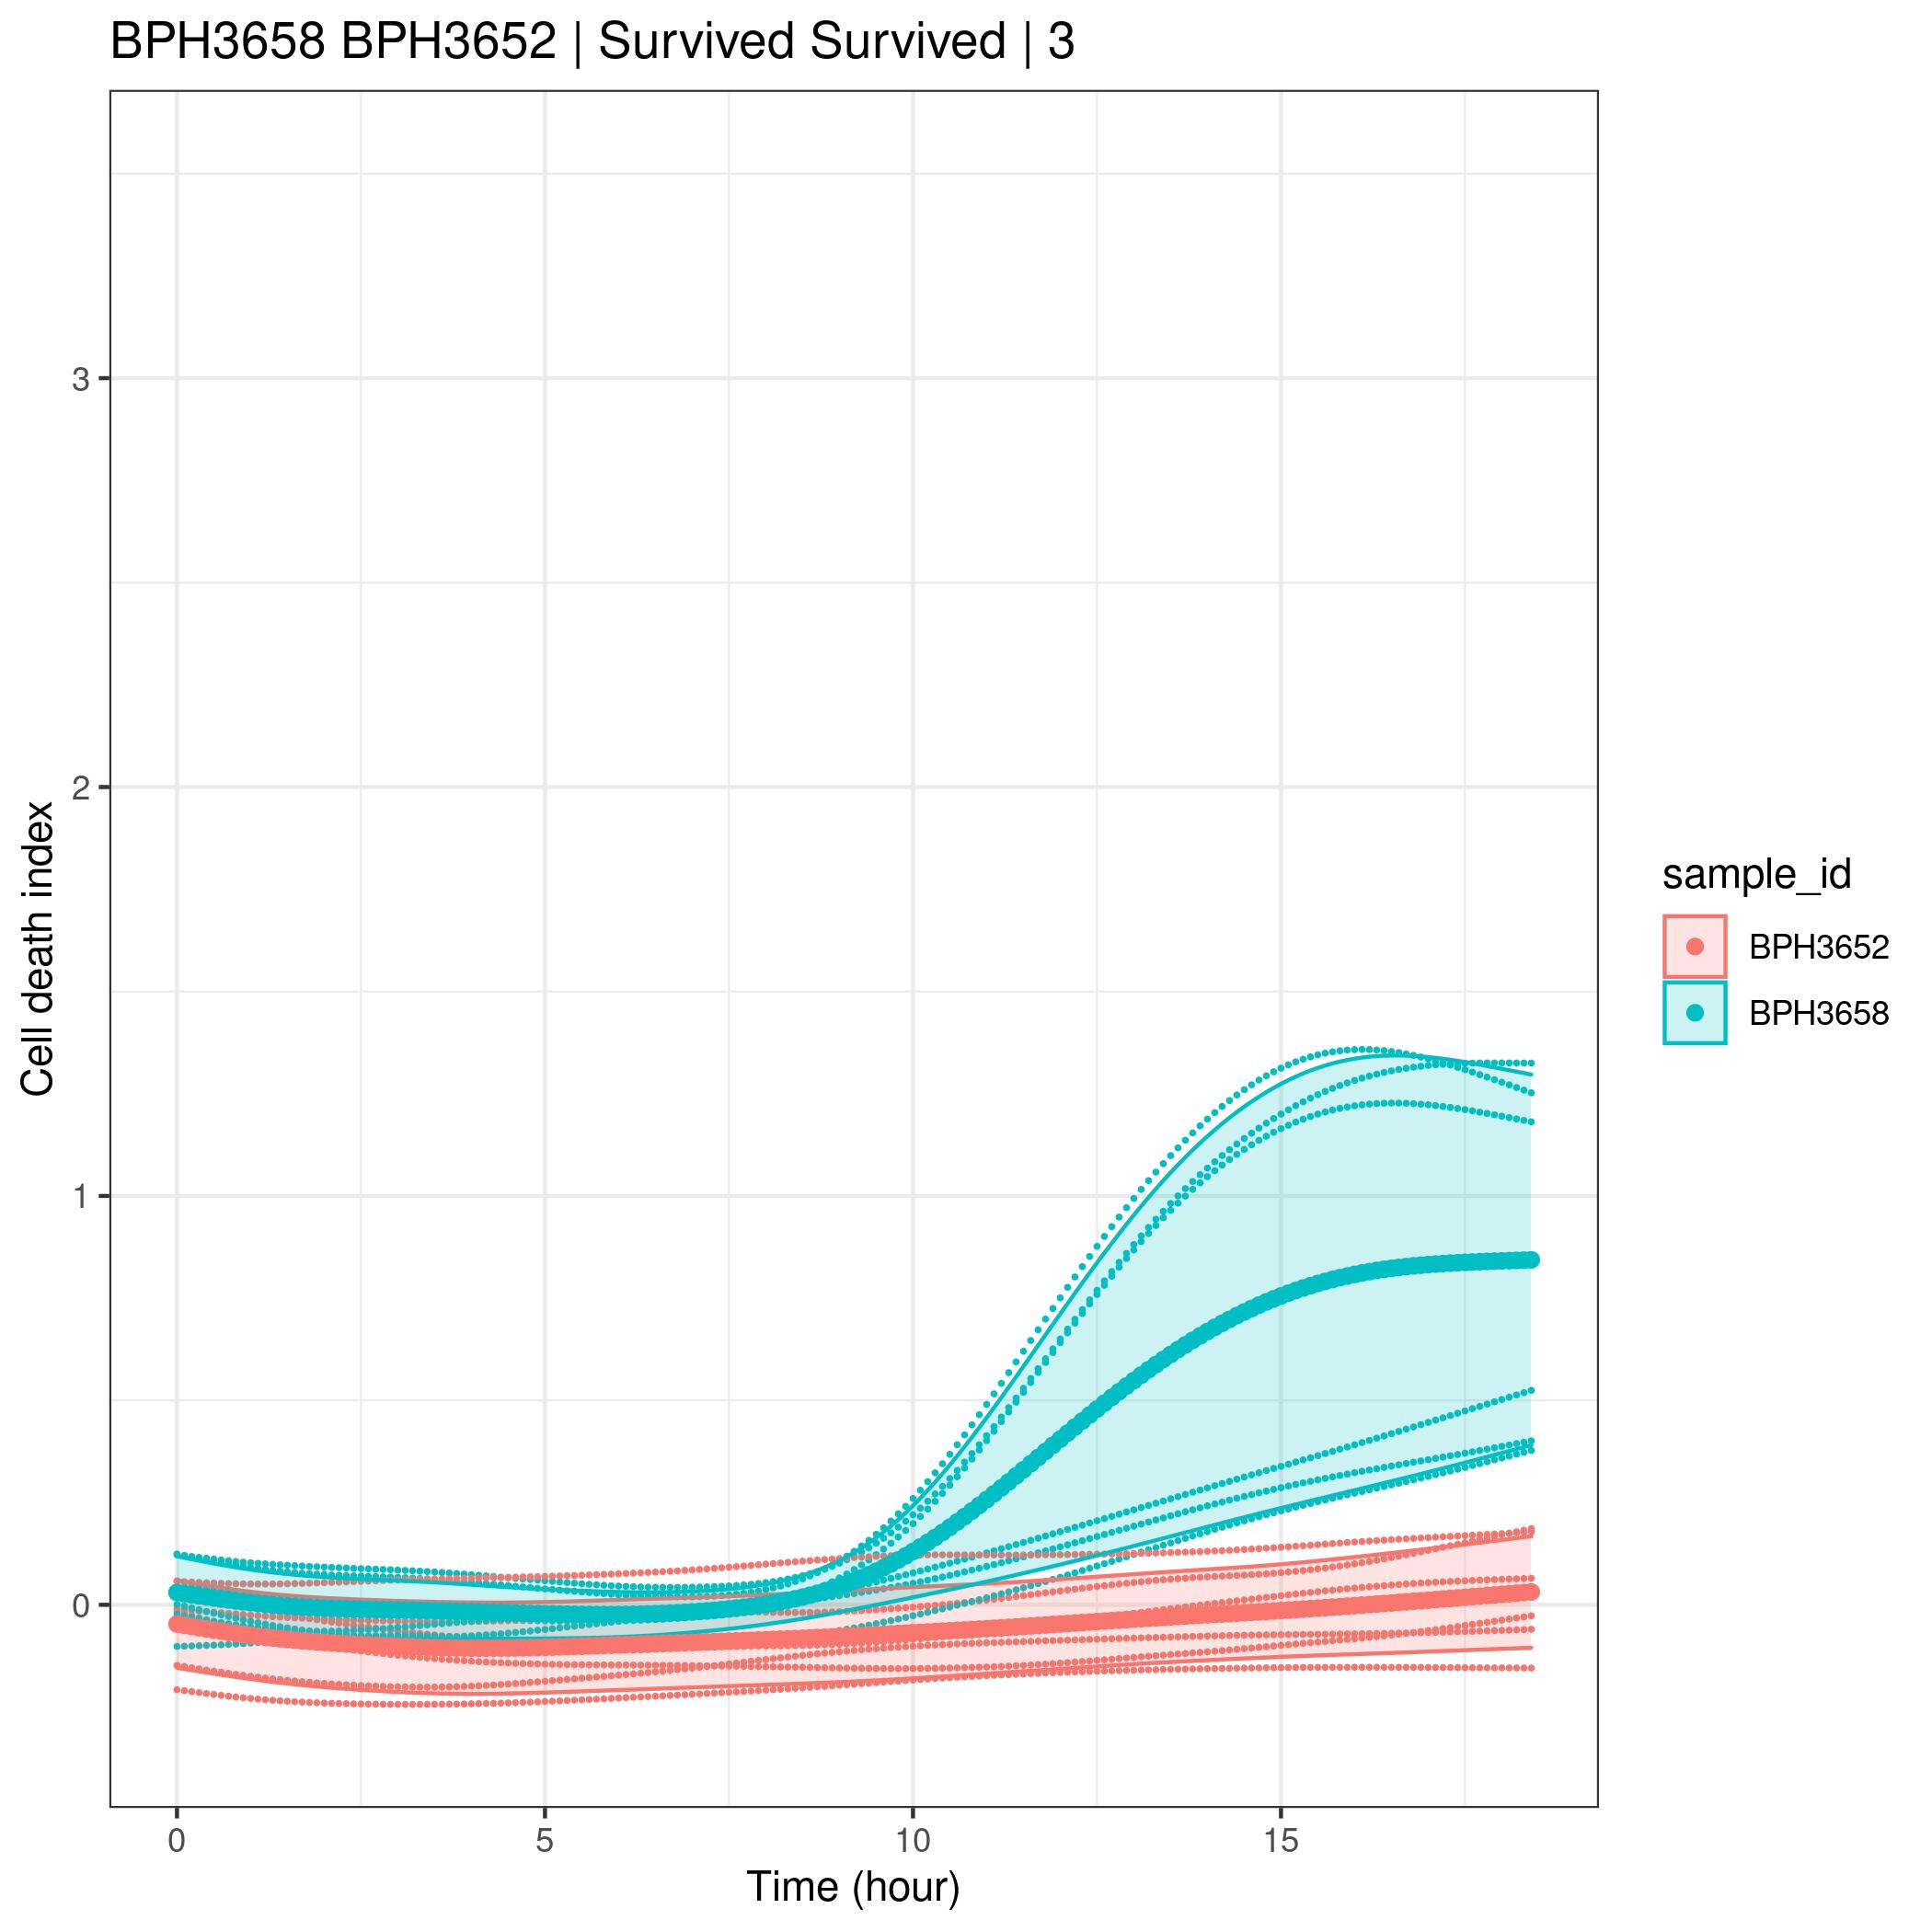 BPH3658 BPH3652 | Survived Survived | 3
Cell death index
3
2
1
0
0 5 10 15
Time (hour)
sample_id
BPH3652
BPH3658